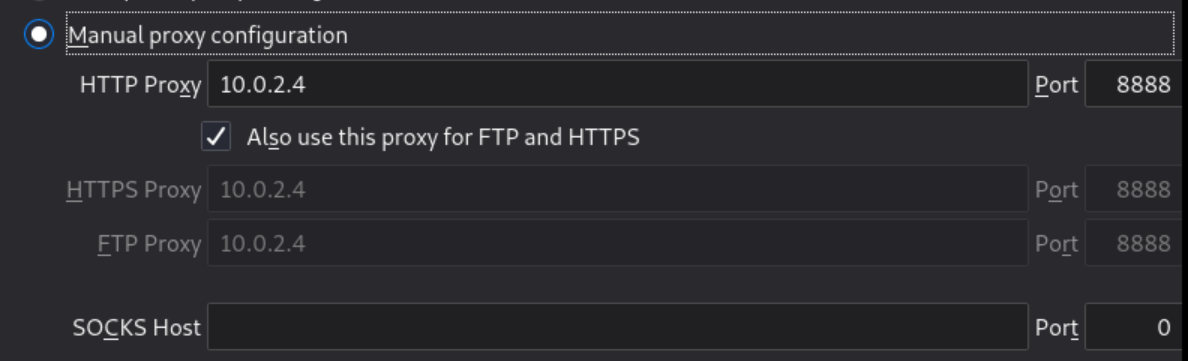 Manual proxy configuration
HTTP Proxy 10.0.2.4 Port 8888
Also use this proxy for FTP and HTTPS
HTTPS Proxy 10.0.2.4 Port 8888
FTP Proxy 10.0.2.4 Port 8888
SOCKS Host Port 0